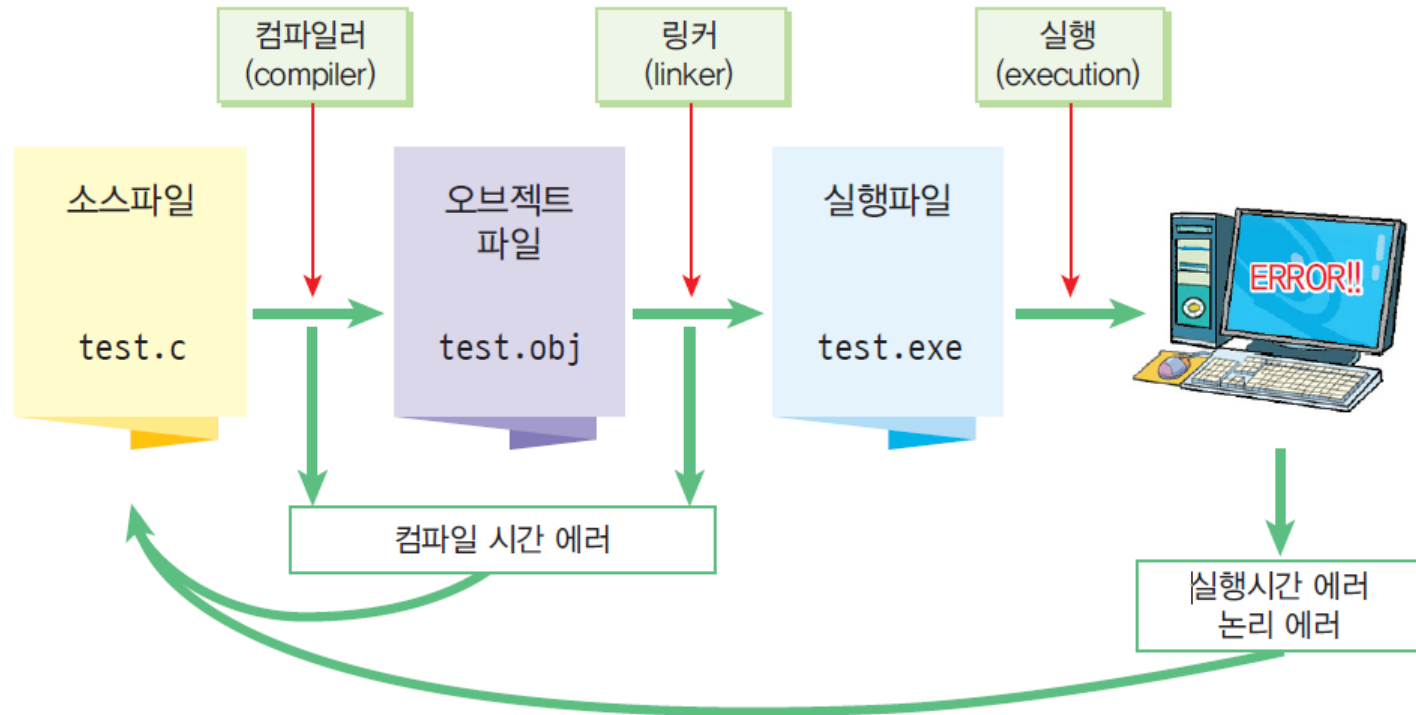 컴파일러
(compiler)
링커
(linker)
실행
(execution)
소스파일
test.c
오브젝트
파일
test.obj
실행파일
test.exe
ERROR!!
컴파일 시간 에러
실행시간 에러
논리 에러